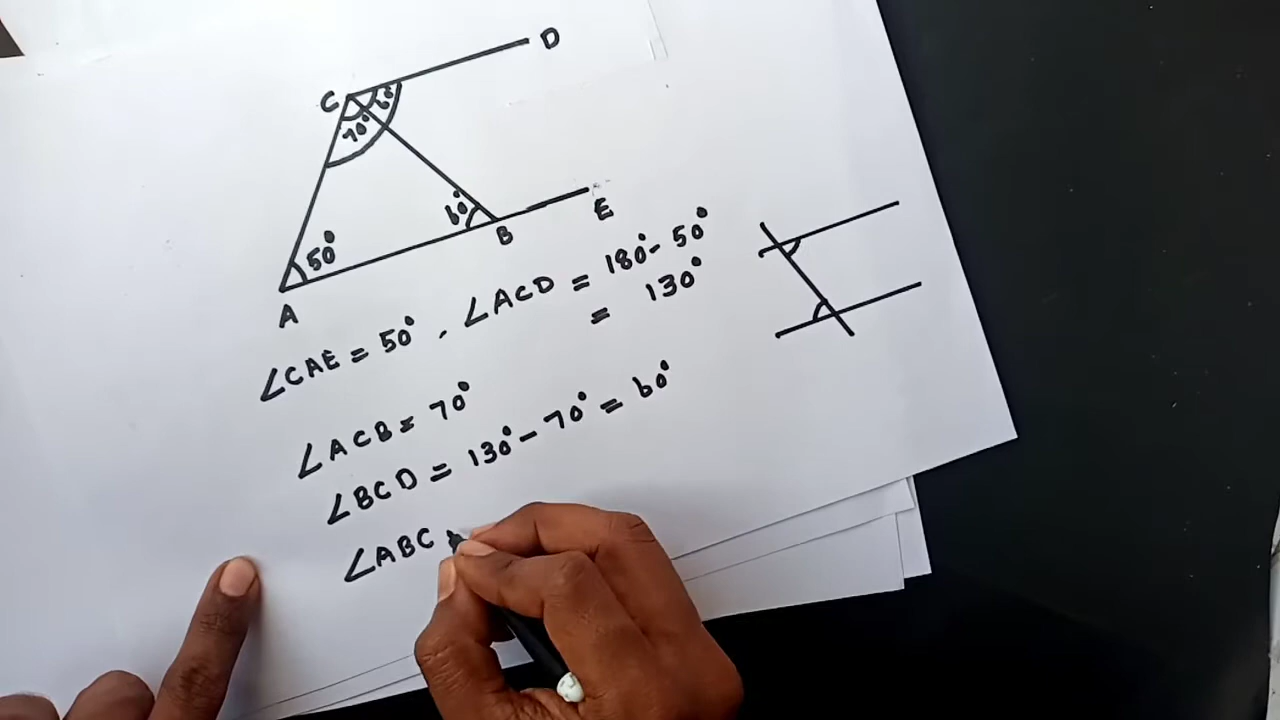 D
C
60°
70°
60°
E
B
50°
A
∠CAE = 50°, ∠ACD = 180° - 50°
= 130°
∠ACB = 70°
∠BCD = 130° - 70° = 60°
∠ABC